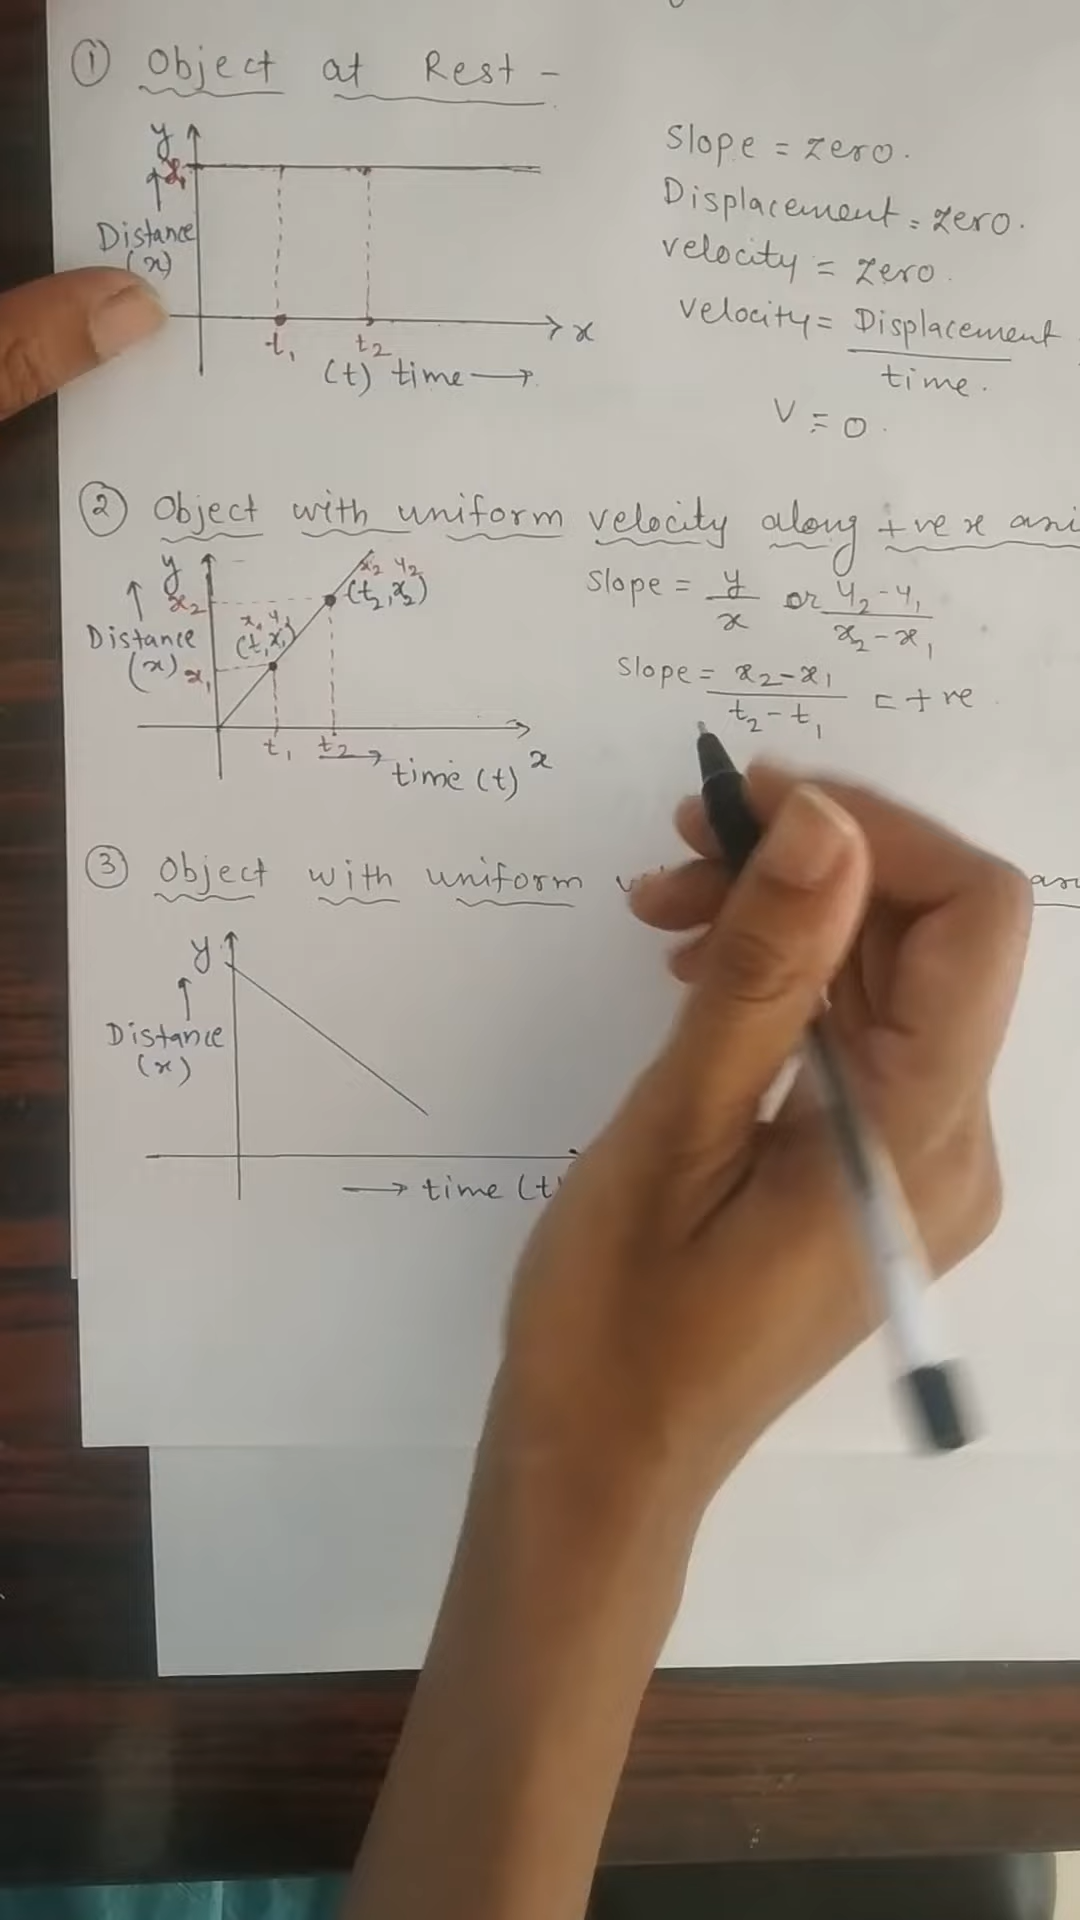 ① Object at Rest -
y
x₁
Distance
(x)
t₁ t₂
x
(t) time →
Slope = zero.
Displacement = zero.
velocity = zero.
velocity = Displacement
time.
V = 0.
② Object with uniform velocity along +ve x
y
x₂
Distance
(x)
x₁
x₂ y₂
(t₂, x₂)
x₁ y₁
(t₁, x₁)
t₁ t₂
time (t) x
Slope = y/x or y₂-y₁/x₂-x₁
Slope = x₂-x₁/t₂-t₁ = +ve
③ Object with uniform
y
Distance
(x)
→ time (t